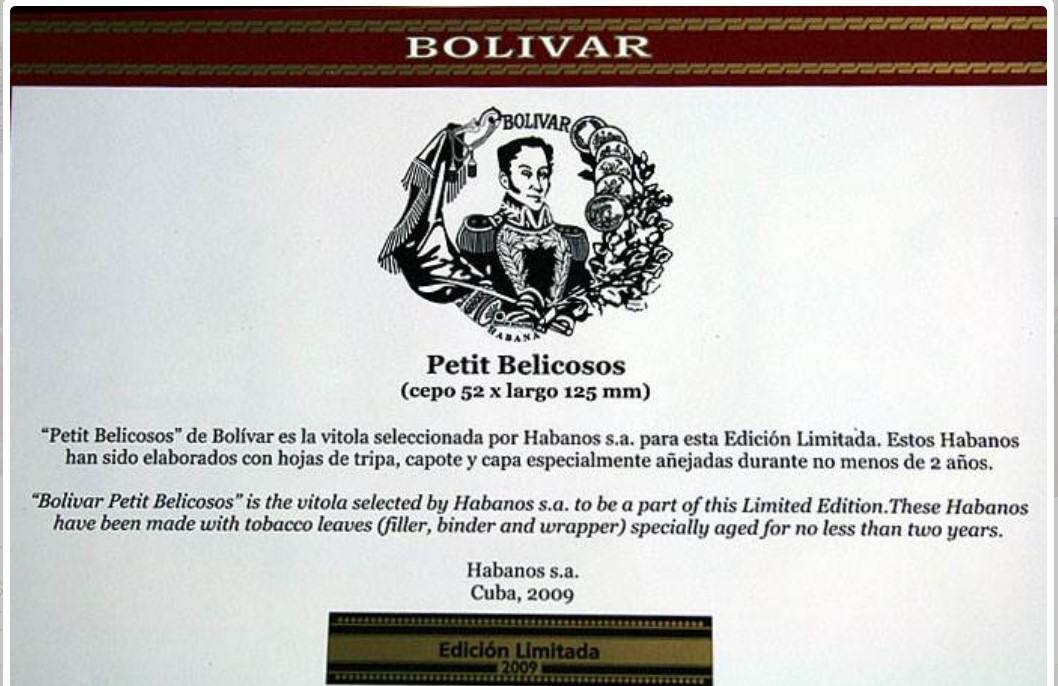 BOLIVAR
BOLIVAR
HABANA
Petit Belicosos
(cepo 52 x largo 125 mm)
“Petit Belicosos” de Bolívar es la vitola seleccionada por Habanos s.a. para esta Edición Limitada. Estos Habanos
han sido elaborados con hojas de tripa, capote y capa especialmente añejadas durante no menos de 2 años.
“Bolivar Petit Belicosos” is the vitola selected by Habanos s.a. to be a part of this Limited Edition.These Habanos
have been made with tobacco leaves (filler, binder and wrapper) specially aged for no less than two years.
Habanos s.a.
Cuba, 2009
Edición Limitada
2009